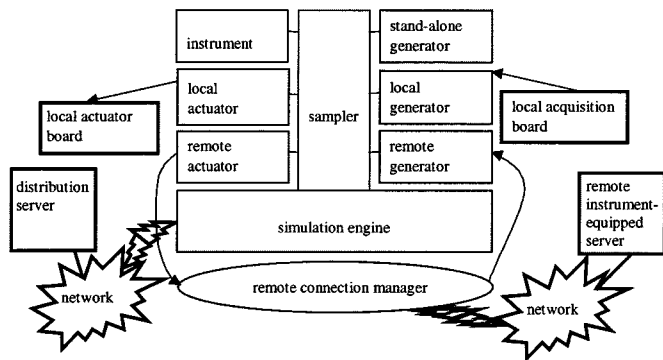 instrument
stand-alone
generator
local
actuator
sampler
local
generator
local actuator
board
local acquisition
board
remote
actuator
remote
generator
distribution
server
remote
instrument-
equipped
server
simulation engine
network
remote connection manager
network